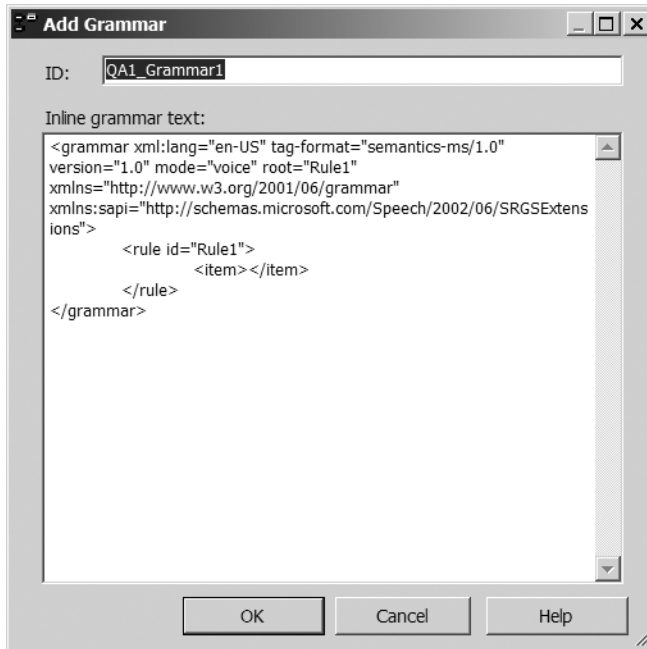 Add Grammar
ID: QA1_Grammar1
Inline grammar text:
<grammar xml:lang="en-US" tag-format="semantics-ms/1.0"
version="1.0" mode="voice" root="Rule1"
xmlns="http://www.w3.org/2001/06/grammar"
xmlns:sapi="http://schemas.microsoft.com/Speech/2002/06/SRGSExtens
ions">
<rule id="Rule1">
<item></item>
</rule>
</grammar>
OK Cancel Help